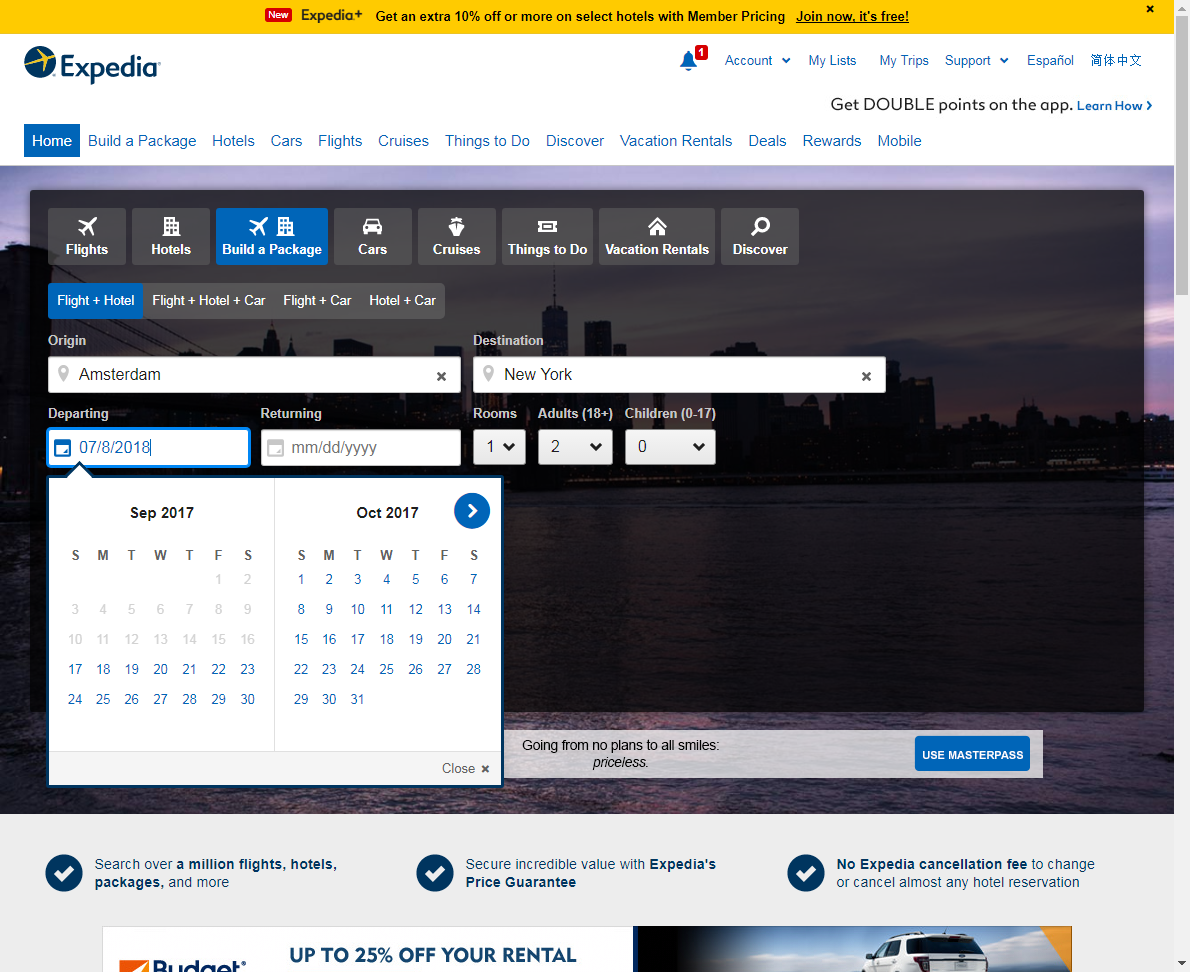 New Expedia+ Get an extra 10% off or more on select hotels with Member Pricing Join now, it's free!
Expedia
1 Account My Lists My Trips Support Español 简体中文
Get DOUBLE points on the app. Learn How
Home Build a Package Hotels Cars Flights Cruises Things to Do Discover Vacation Rentals Deals Rewards Mobile
Flights Hotels Build a Package Cars Cruises Things to Do Vacation Rentals Discover
Flight + Hotel Flight + Hotel + Car Flight + Car Hotel + Car
Origin Destination
Amsterdam New York
Departing Returning Rooms Adults (18+) Children (0-17)
07/8/2018 mm/dd/yyyy 1 2 0
Sep 2017 Oct 2017
S M T W T F S S M T W T F S
1 2 1 2 3 4 5 6 7
3 4 5 6 7 8 9 8 9 10 11 12 13 14
10 11 12 13 14 15 16 15 16 17 18 19 20 21
17 18 19 20 21 22 23 22 23 24 25 26 27 28
24 25 26 27 28 29 30 29 30 31
Going from no plans to all smiles:
priceless.
USE MASTERPASS
Close
Search over a million flights, hotels,
packages, and more
Secure incredible value with Expedia's
Price Guarantee
No Expedia cancellation fee to change
or cancel almost any hotel reservation
UP TO 25% OFF YOUR RENTAL
Budget